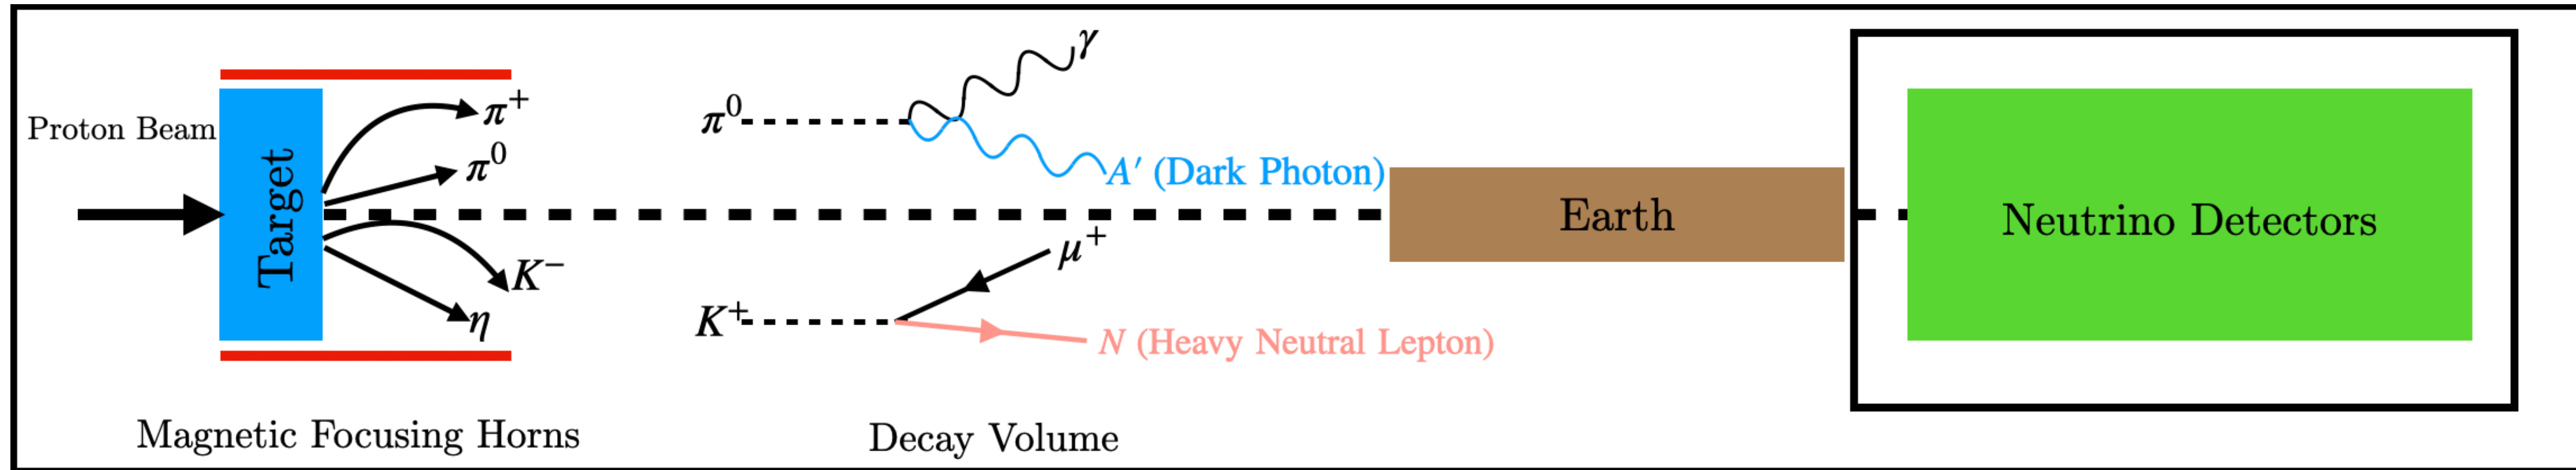 Proton Beam
Target
π⁺
π⁰
K⁻
η
Magnetic Focusing Horns
π⁰
γ
A′ (Dark Photon)
K⁺
μ⁺
N (Heavy Neutral Lepton)
Decay Volume
Earth
Neutrino Detectors